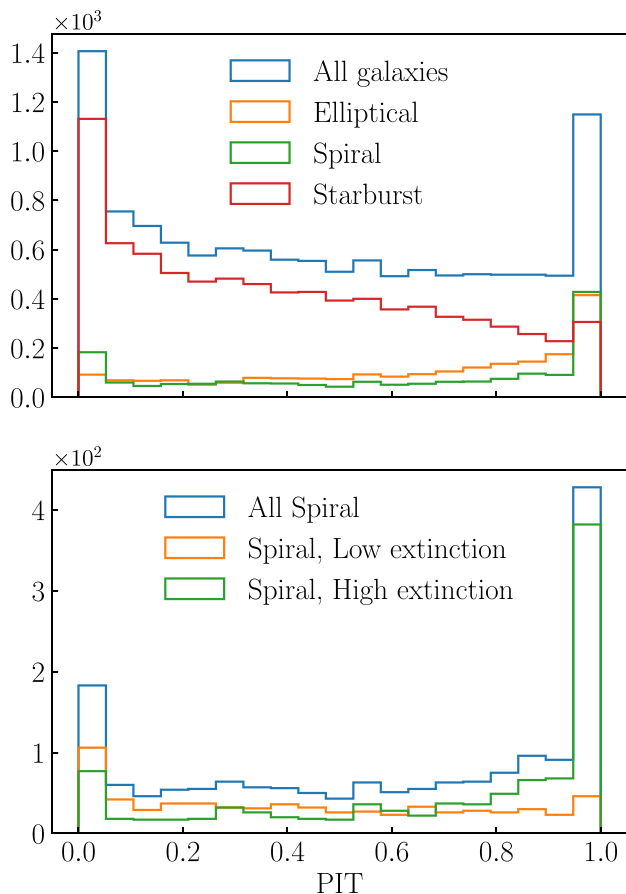 ×10³
1.4
1.2
1.0
0.8
0.6
0.4
0.2
0.0
All galaxies
Elliptical
Spiral
Starburst
×10²
4
3
2
1
0
All Spiral
Spiral, Low extinction
Spiral, High extinction
0.0 0.2 0.4 0.6 0.8 1.0
PIT